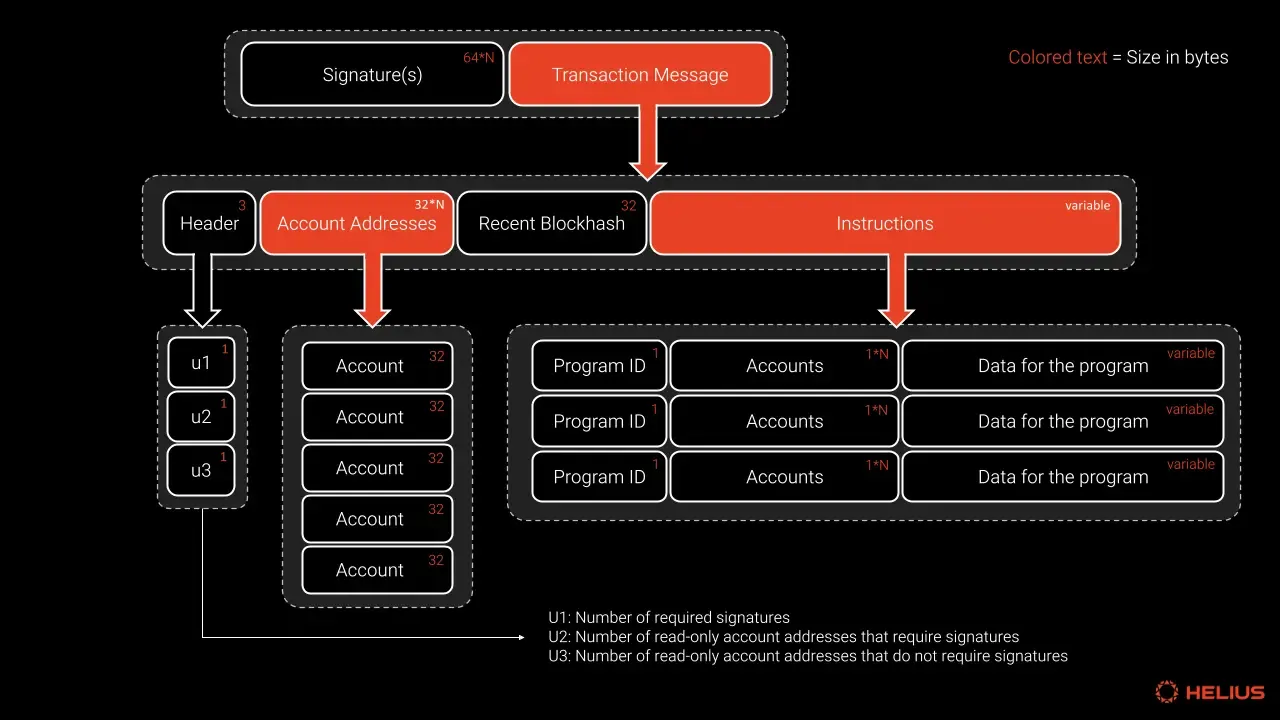 Signature(s) 64*N
Transaction Message
Colored text = Size in bytes
Header 3
Account Addresses 32*N
Recent Blockhash 32
Instructions variable
u1 1
u2 1
u3 1
Account 32
Account 32
Account 32
Account 32
Account 32
Program ID 1 Accounts 1*N Data for the program variable
Program ID 1 Accounts 1*N Data for the program variable
Program ID 1 Accounts 1*N Data for the program variable
U1: Number of required signatures
U2: Number of read-only account addresses that require signatures
U3: Number of read-only account addresses that do not require signatures
HELIUS